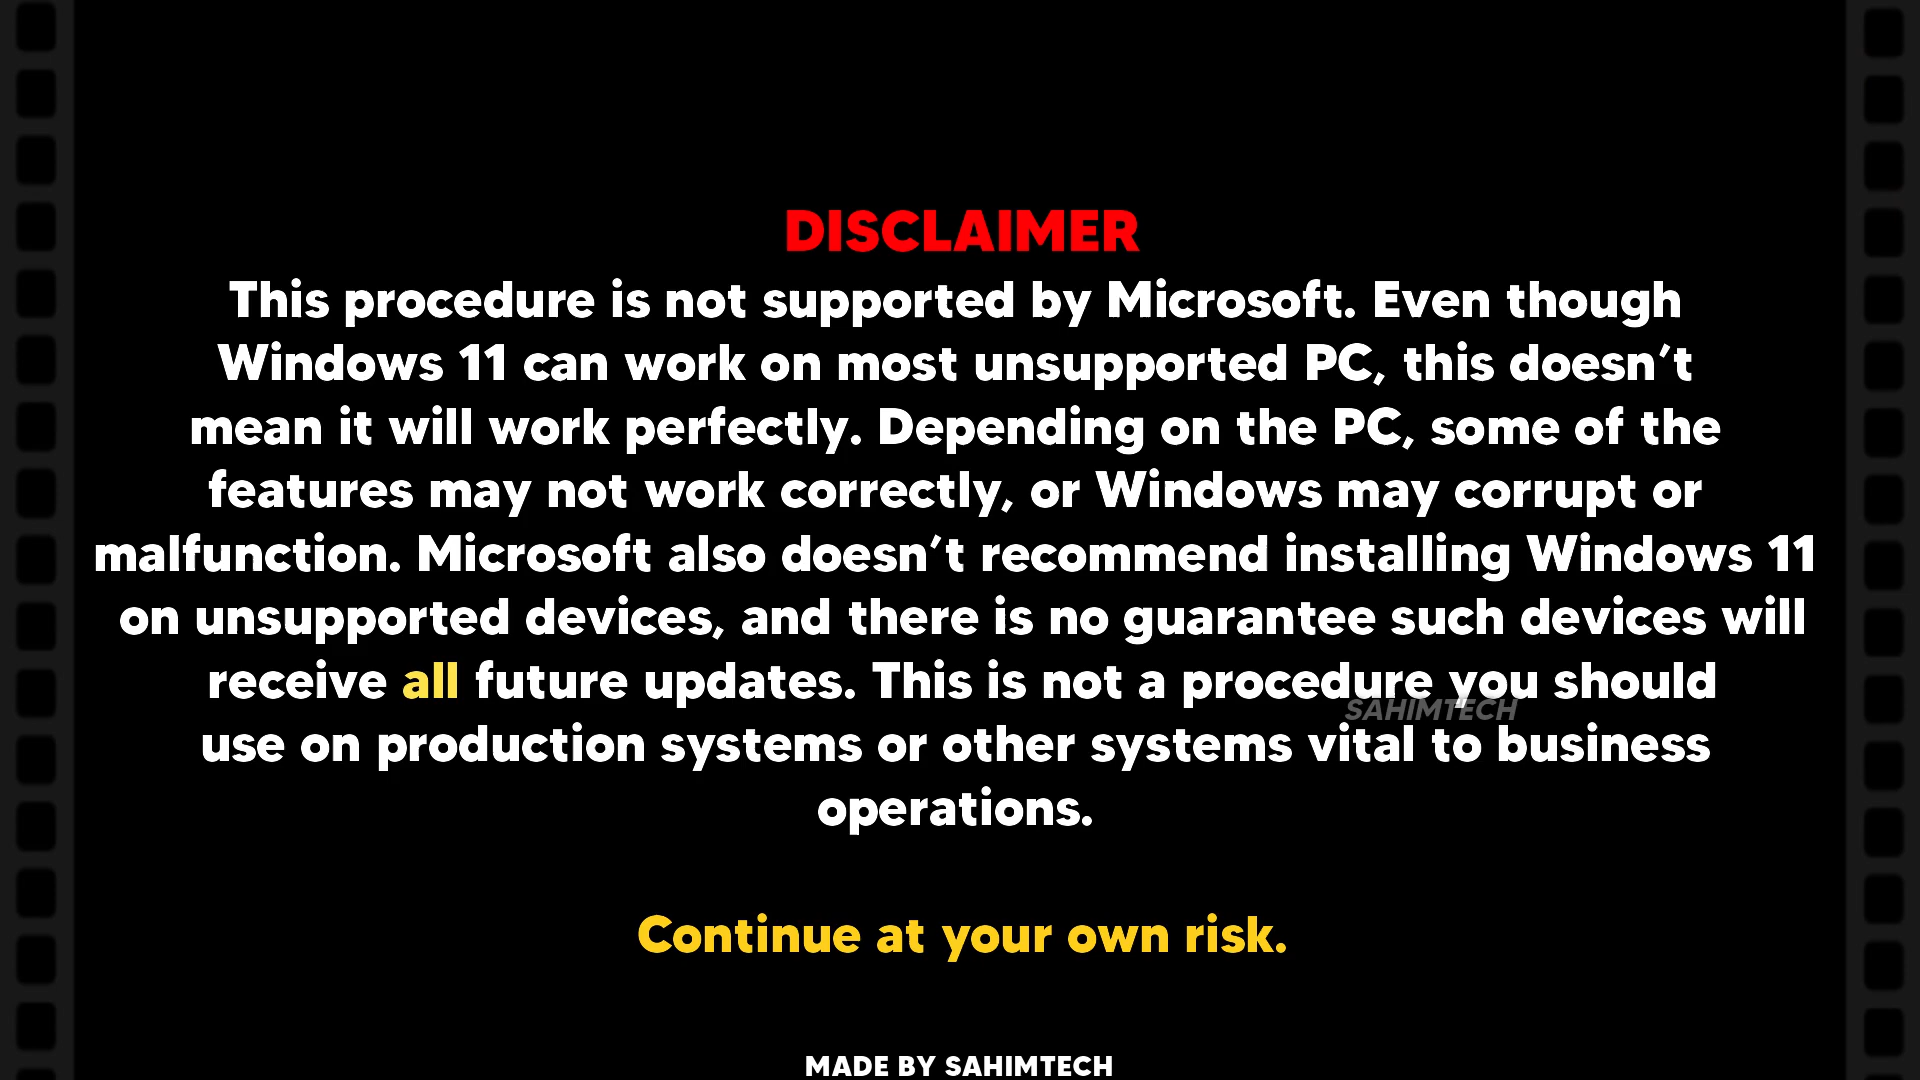 DISCLAIMER
This procedure is not supported by Microsoft. Even though
Windows 11 can work on most unsupported PC, this doesn’t
mean it will work perfectly. Depending on the PC, some of the
features may not work correctly, or Windows may corrupt or
malfunction. Microsoft also doesn’t recommend installing Windows 11
on unsupported devices, and there is no guarantee such devices will
receive all future updates. This is not a procedure you should
SAHIMTECH
use on production systems or other systems vital to business
operations.
Continue at your own risk.
MADE BY SAHIMTECH